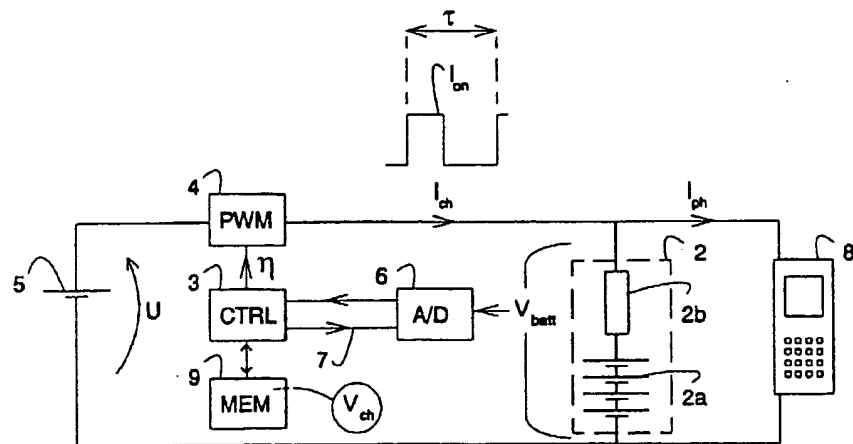 τ
I_on
4
PWM
I_ch
I_ph
5
U
η
3
CTRL
6
A/D
7
V_batt
2
2b
2a
8
9
MEM
V_ch